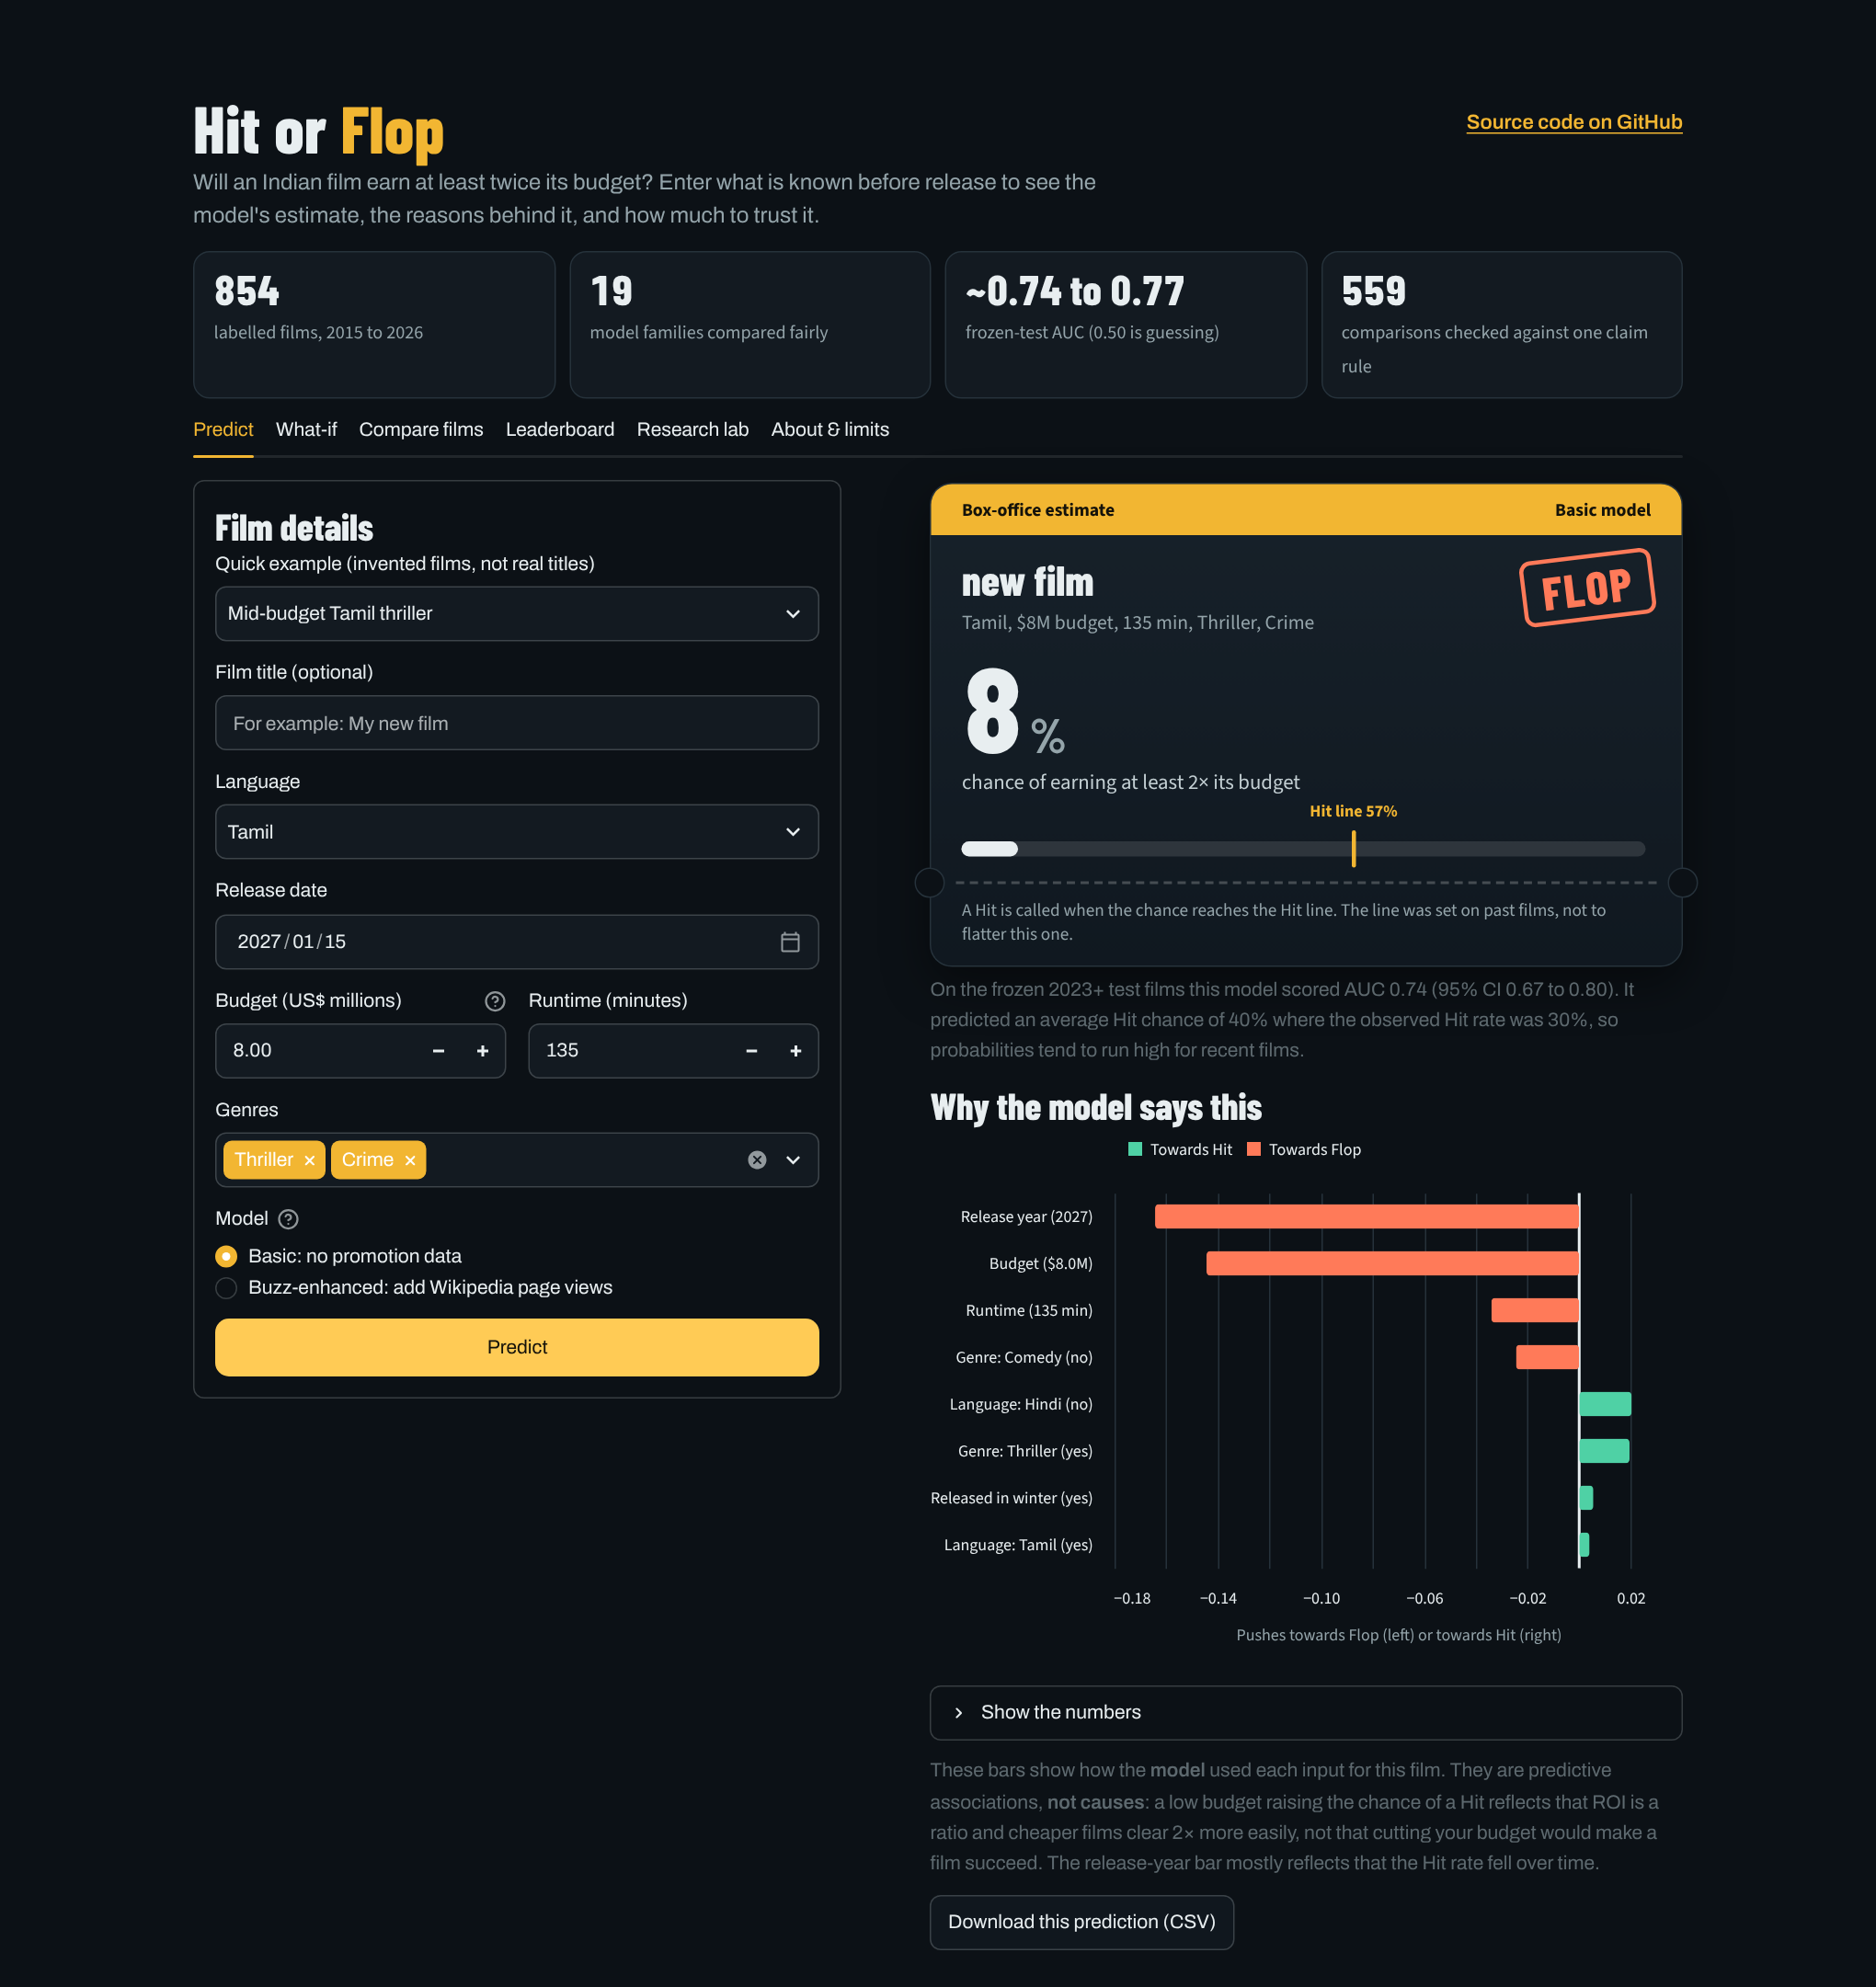 Hit or Flop
Source code on GitHub
Will an Indian film earn at least twice its budget? Enter what is known before release to see the
model's estimate, the reasons behind it, and how much to trust it.
854
labelled films, 2015 to 2026
19
model families compared fairly
~0.74 to 0.77
frozen-test AUC (0.50 is guessing)
559
comparisons checked against one claim
rule
Predict What-if Compare films Leaderboard Research lab About & limits
Film details
Quick example (invented films, not real titles)
Mid-budget Tamil thriller
Film title (optional)
For example: My new film
Language
Tamil
Release date
2027/01/15
Budget (US$ millions)
8.00
Runtime (minutes)
135
Genres
Thriller Crime
Model
Basic: no promotion data
Buzz-enhanced: add Wikipedia page views
Predict
Box-office estimate Basic model
new film
FLOP
Tamil, $8M budget, 135 min, Thriller, Crime
8 %
chance of earning at least 2× its budget
Hit line 57%
A Hit is called when the chance reaches the Hit line. The line was set on past films, not to
flatter this one.
On the frozen 2023+ test films this model scored AUC 0.74 (95% CI 0.67 to 0.80). It
predicted an average Hit chance of 40% where the observed Hit rate was 30%, so
probabilities tend to run high for recent films.
Why the model says this
Towards Hit Towards Flop
Release year (2027)
Budget ($8.0M)
Runtime (135 min)
Genre: Comedy (no)
Language: Hindi (no)
Genre: Thriller (yes)
Released in winter (yes)
Language: Tamil (yes)
−0.18 −0.14 −0.10 −0.06 −0.02 0.02
Pushes towards Flop (left) or towards Hit (right)
Show the numbers
These bars show how the model used each input for this film. They are predictive
associations, not causes: a low budget raising the chance of a Hit reflects that ROI is a
ratio and cheaper films clear 2× more easily, not that cutting your budget would make a
film succeed. The release-year bar mostly reflects that the Hit rate fell over time.
Download this prediction (CSV)